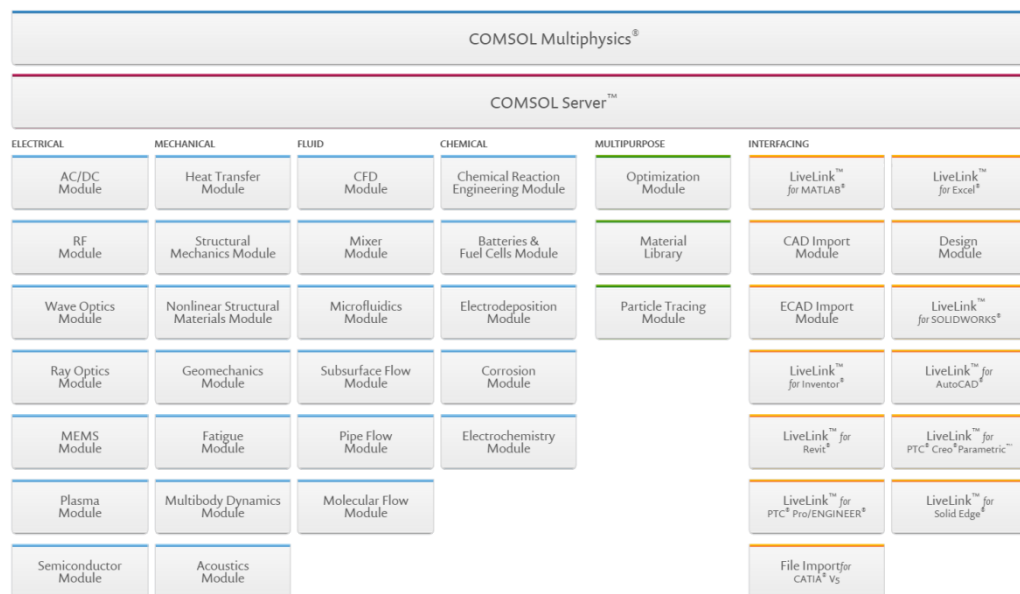 COMSOL Multiphysics®
COMSOL Server™
ELECTRICAL
AC/DC
Module
RF
Module
Wave Optics
Module
Ray Optics
Module
MEMS
Module
Plasma
Module
Semiconductor
Module
MECHANICAL
Heat Transfer
Module
Structural
Mechanics Module
Nonlinear Structural
Materials Module
Geomechanics
Module
Fatigue
Module
Multibody Dynamics
Module
Acoustics
Module
FLUID
CFD
Module
Mixer
Module
Microfluidics
Module
Subsurface Flow
Module
Pipe Flow
Module
Molecular Flow
Module
CHEMICAL
Chemical Reaction
Engineering Module
Batteries &
Fuel Cells Module
Electrodeposition
Module
Corrosion
Module
Electrochemistry
Module
MULTIPURPOSE
Optimization
Module
Material
Library
Particle Tracing
Module
INTERFACING
LiveLink™
for MATLAB®
LiveLink™
for Excel®
CAD Import
Module
Design
Module
ECAD Import
Module
LiveLink™
for SOLIDWORKS®
LiveLink™
for Inventor®
LiveLink™ for
AutoCAD®
LiveLink™ for
Revit®
LiveLink™ for
PTC® Creo® Parametric™
LiveLink™ for
PTC® Pro/ENGINEER®
LiveLink™ for
Solid Edge®
File Import for
CATIA® V5